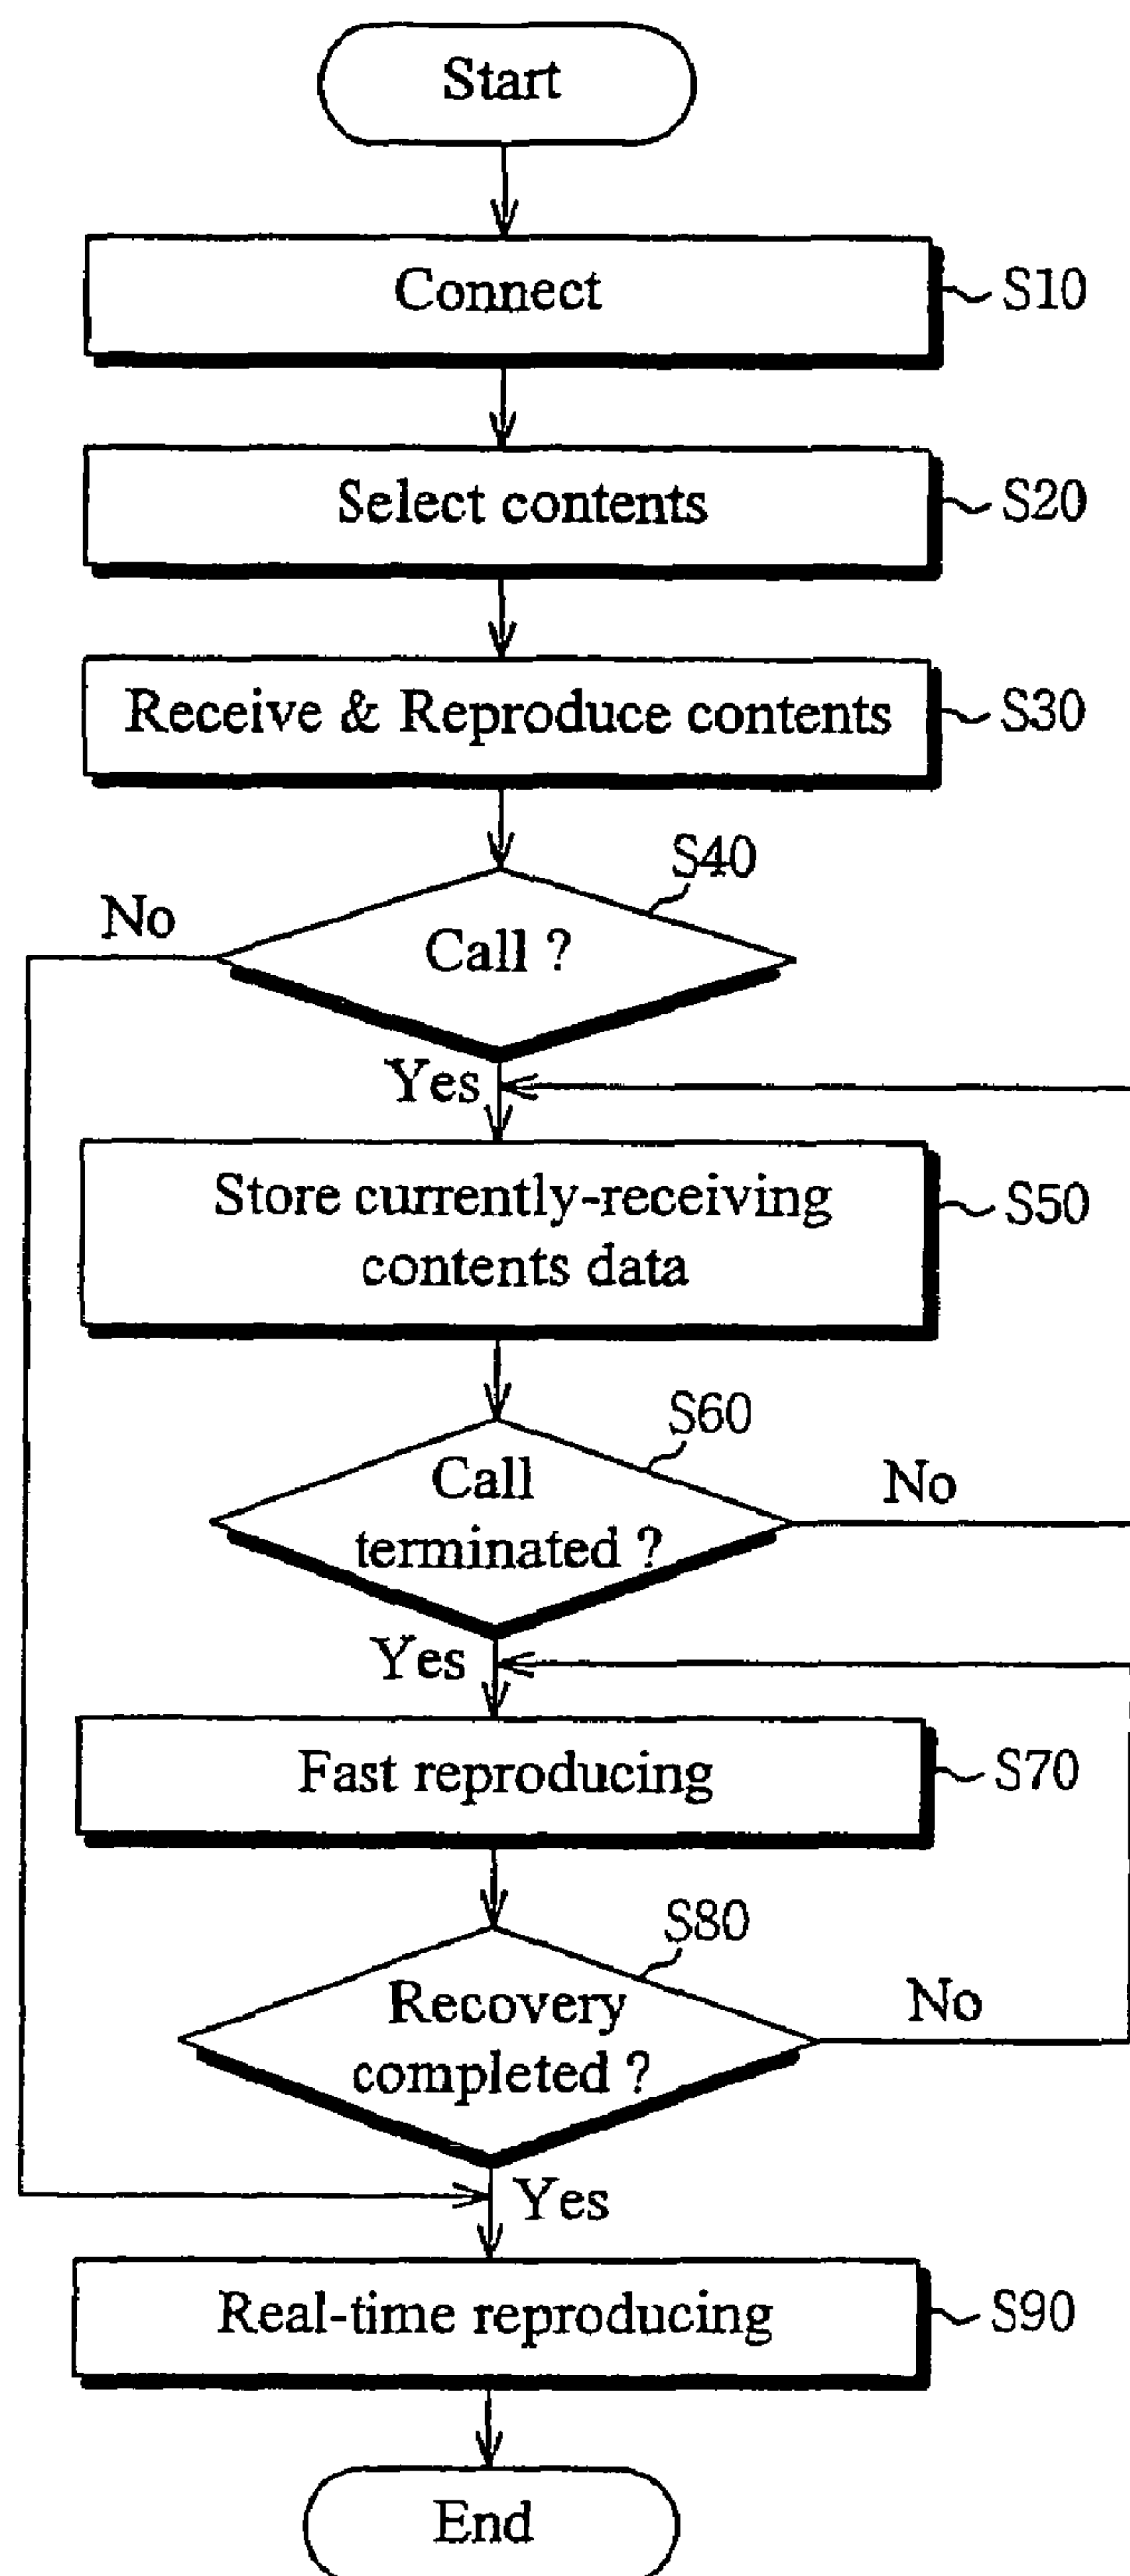 Start
Connect
S10
Select contents
S20
Receive & Reproduce contents
S30
S40
No
Call ?
Yes
Store currently-receiving
contents data
S50
S60
Call
terminated ?
No
Yes
Fast reproducing
S70
S80
Recovery
completed ?
No
Yes
Real-time reproducing
S90
End